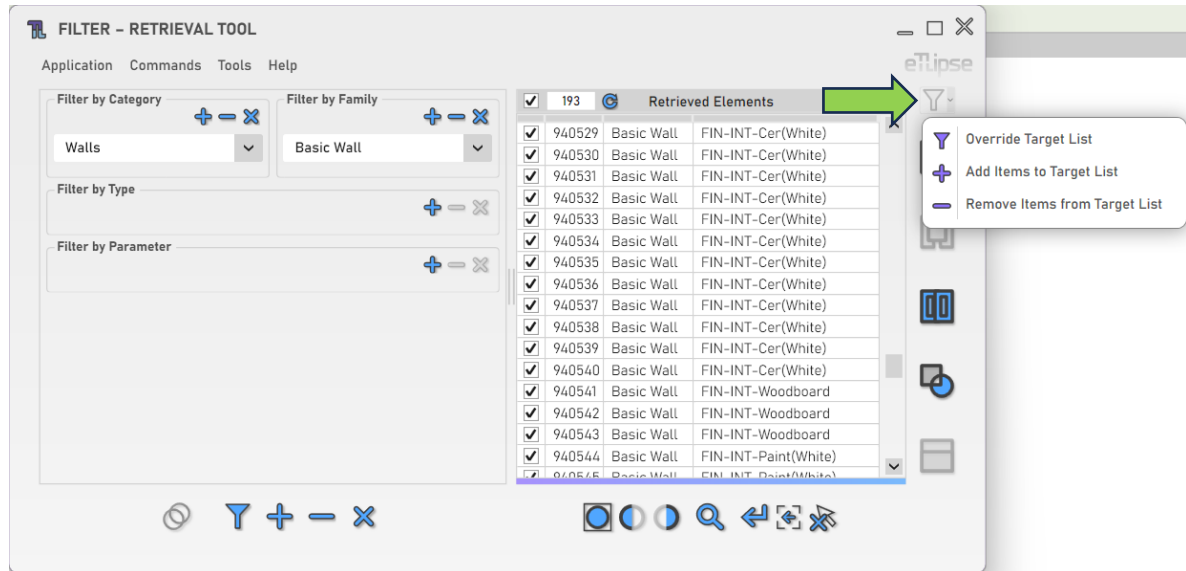 FILTER – RETRIEVAL TOOL
Application Commands Tools Help
eTLipse
Filter by Category
Filter by Family
Walls
Basic Wall
Filter by Type
Filter by Parameter
193 Retrieved Elements
940529 Basic Wall FIN-INT-Cer(White)
940530 Basic Wall FIN-INT-Cer(White)
940531 Basic Wall FIN-INT-Cer(White)
940532 Basic Wall FIN-INT-Cer(White)
940533 Basic Wall FIN-INT-Cer(White)
940534 Basic Wall FIN-INT-Cer(White)
940535 Basic Wall FIN-INT-Cer(White)
940536 Basic Wall FIN-INT-Cer(White)
940537 Basic Wall FIN-INT-Cer(White)
940538 Basic Wall FIN-INT-Cer(White)
940539 Basic Wall FIN-INT-Cer(White)
940540 Basic Wall FIN-INT-Cer(White)
940541 Basic Wall FIN-INT-Woodboard
940542 Basic Wall FIN-INT-Woodboard
940543 Basic Wall FIN-INT-Woodboard
940544 Basic Wall FIN-INT-Paint(White)
940545 Basic Wall FIN-INT-Paint(White)
Override Target List
Add Items to Target List
Remove Items from Target List